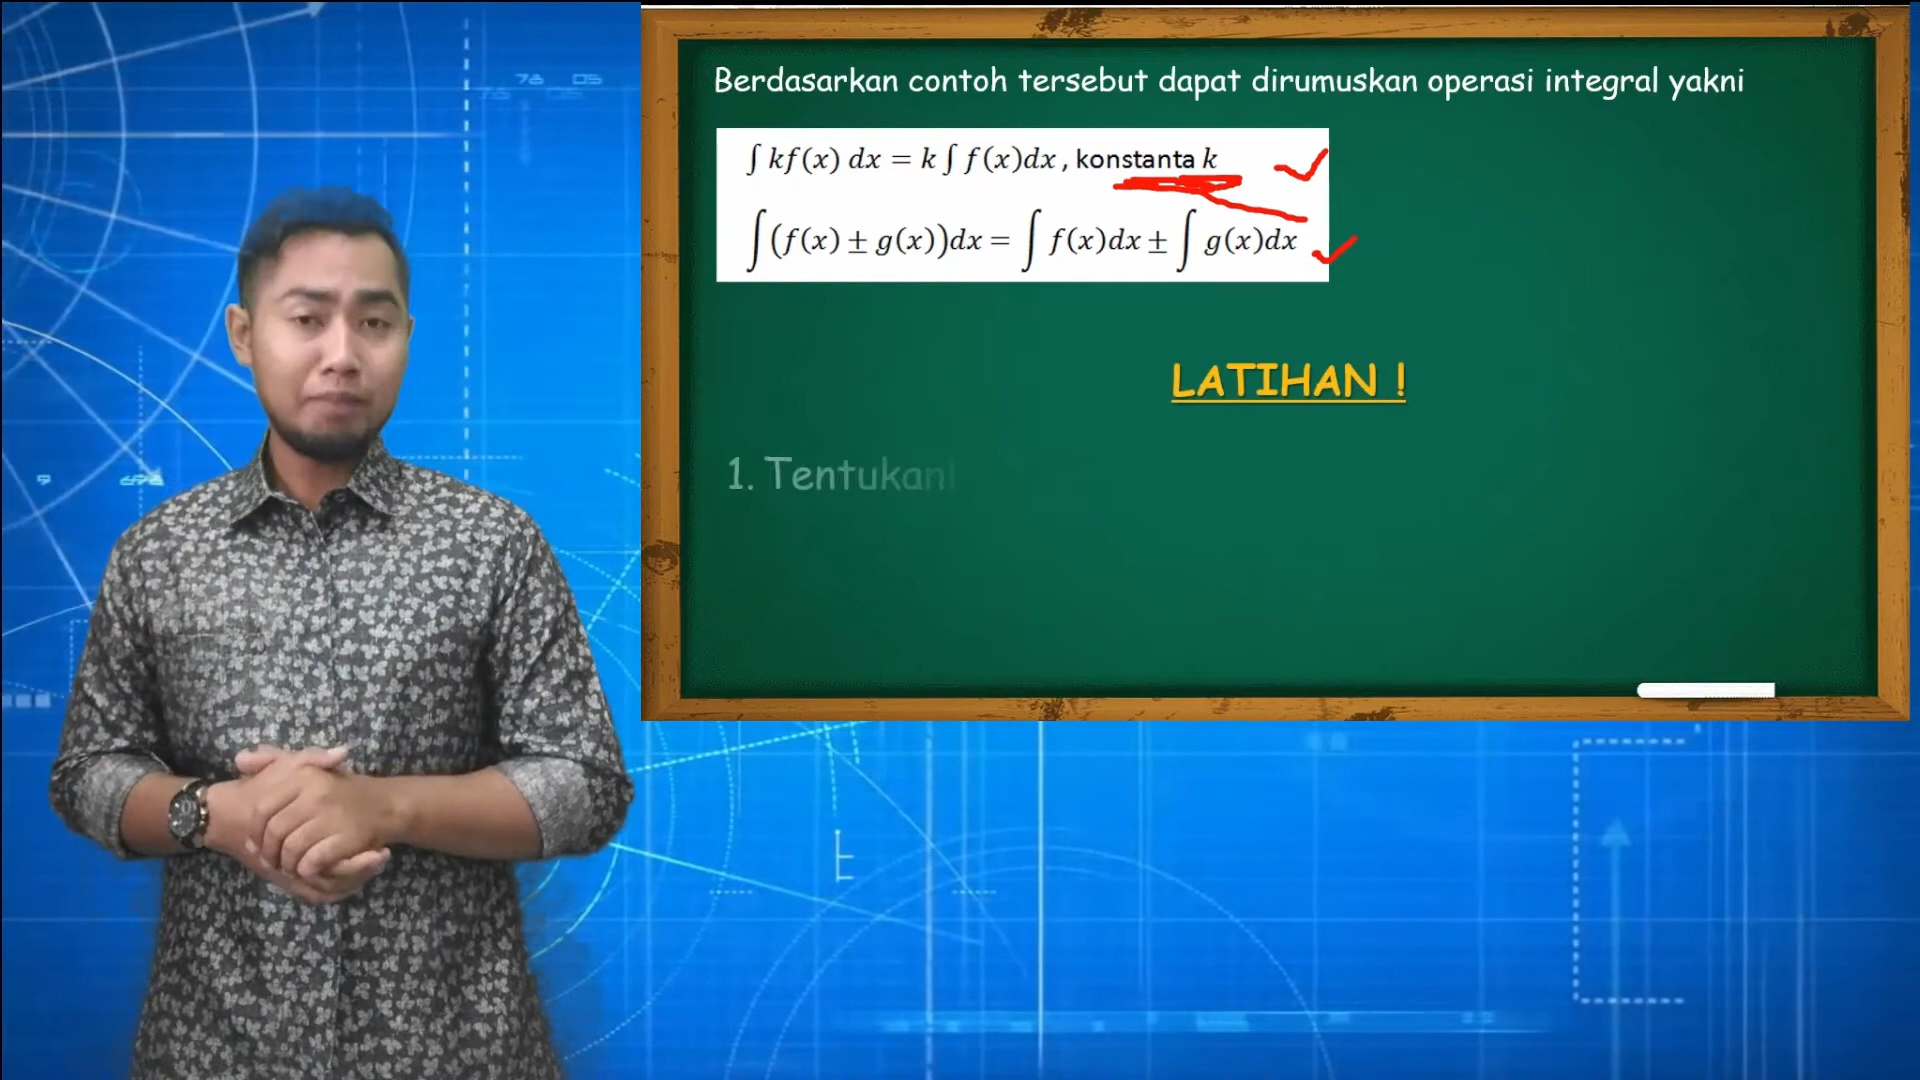 Berdasarkan contoh tersebut dapat dirumuskan operasi integral yakni
∫ kf(x) dx = k ∫ f(x)dx , konstanta k
∫(f(x) ± g(x))dx = ∫ f(x)dx ± ∫ g(x)dx
LATIHAN !
1. Tentukan